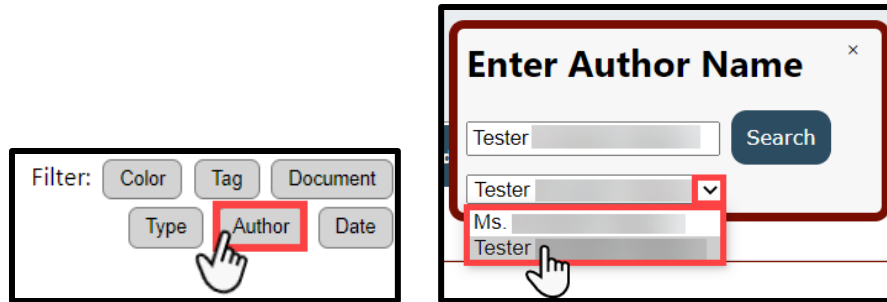 Filter: Color Tag Document
Type Author Date
Enter Author Name ×
Tester Search
Tester
Ms.
Tester